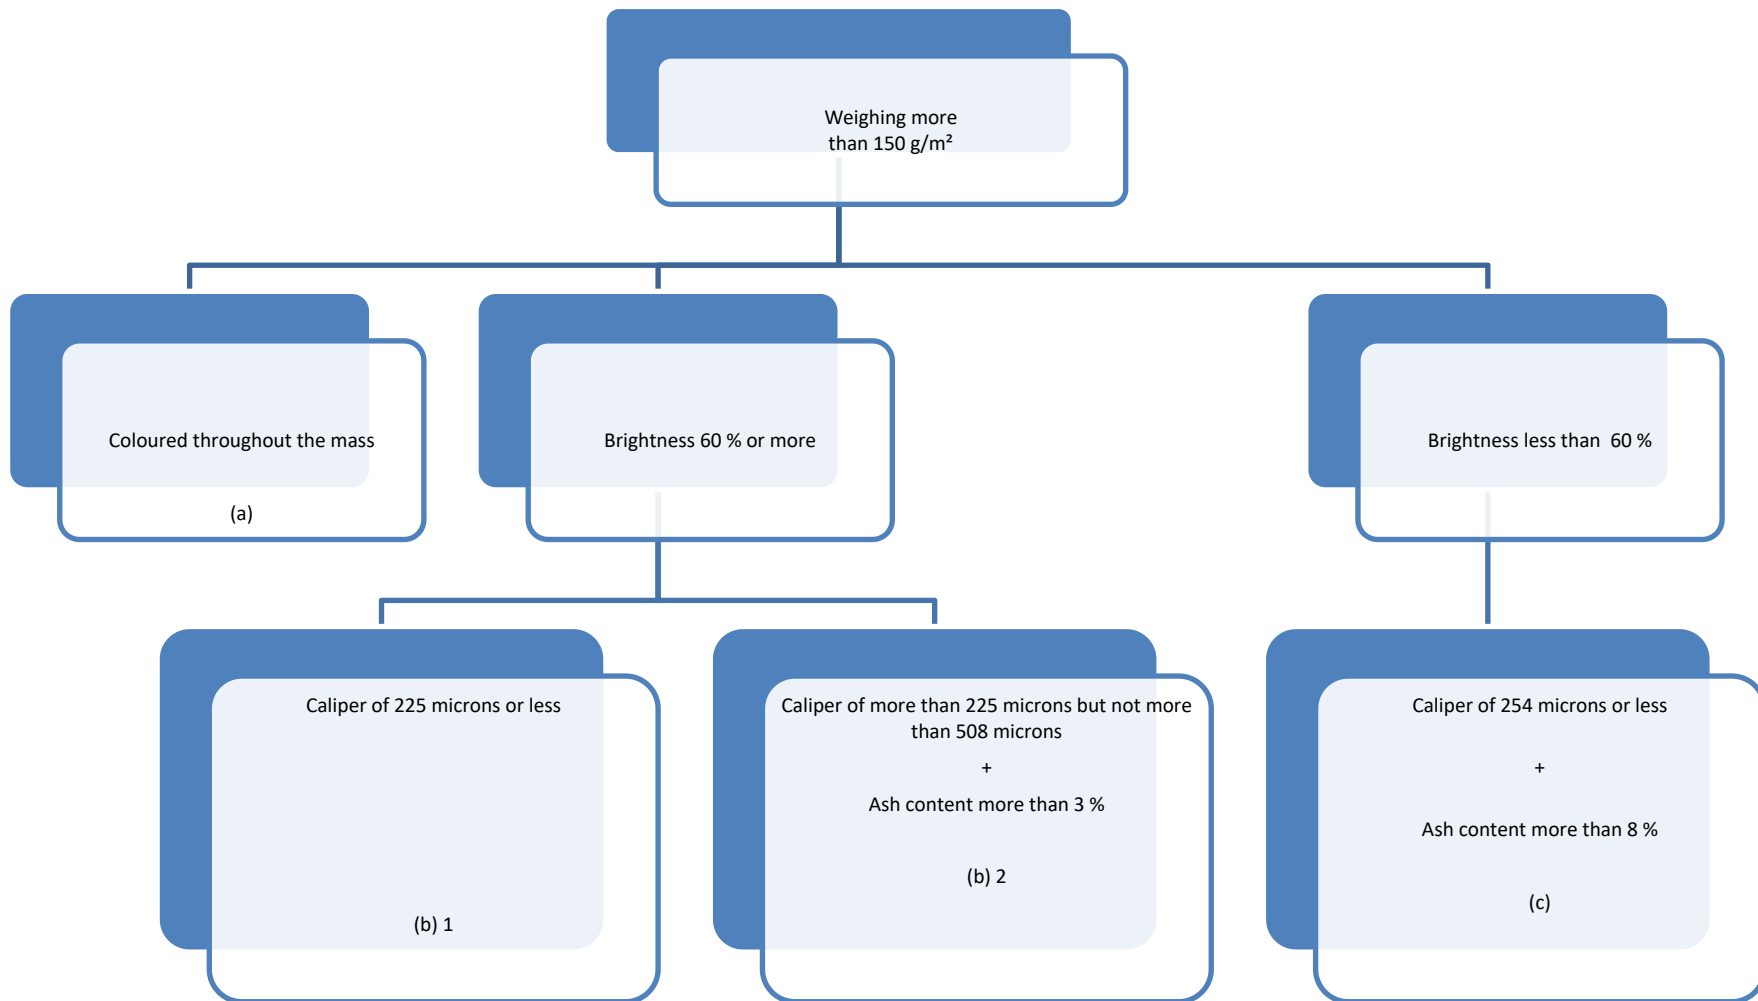 Weighing more
than 150 g/m²
Coloured throughout the mass
(a)
Brightness 60 % or more
Brightness less than  60 %
Caliper of 225 microns or less
(b) 1
Caliper of more than 225 microns but not more
than 508 microns
+
Ash content more than 3 %
(b) 2
Caliper of 254 microns or less
+
Ash content more than 8 %
(c)